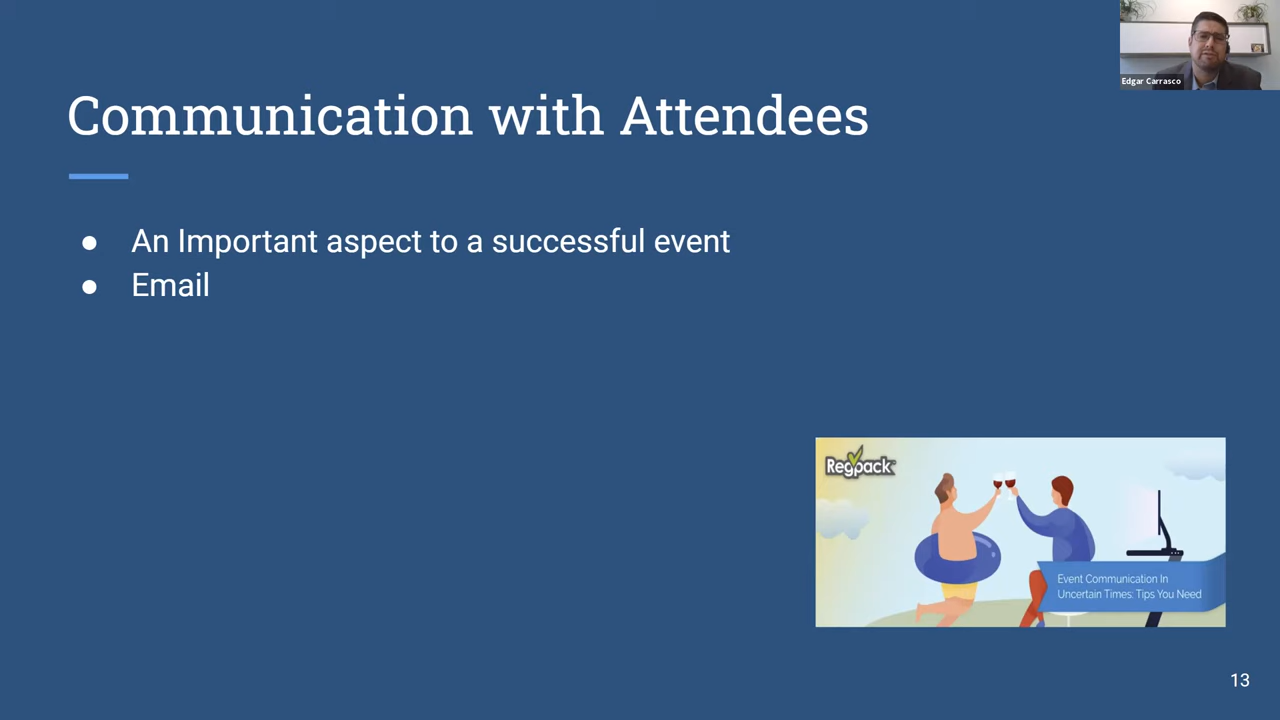 Edgar Carrasco
Communication with Attendees
● An Important aspect to a successful event
● Email
Regpack
Event Communication In
Uncertain Times: Tips You Need
13